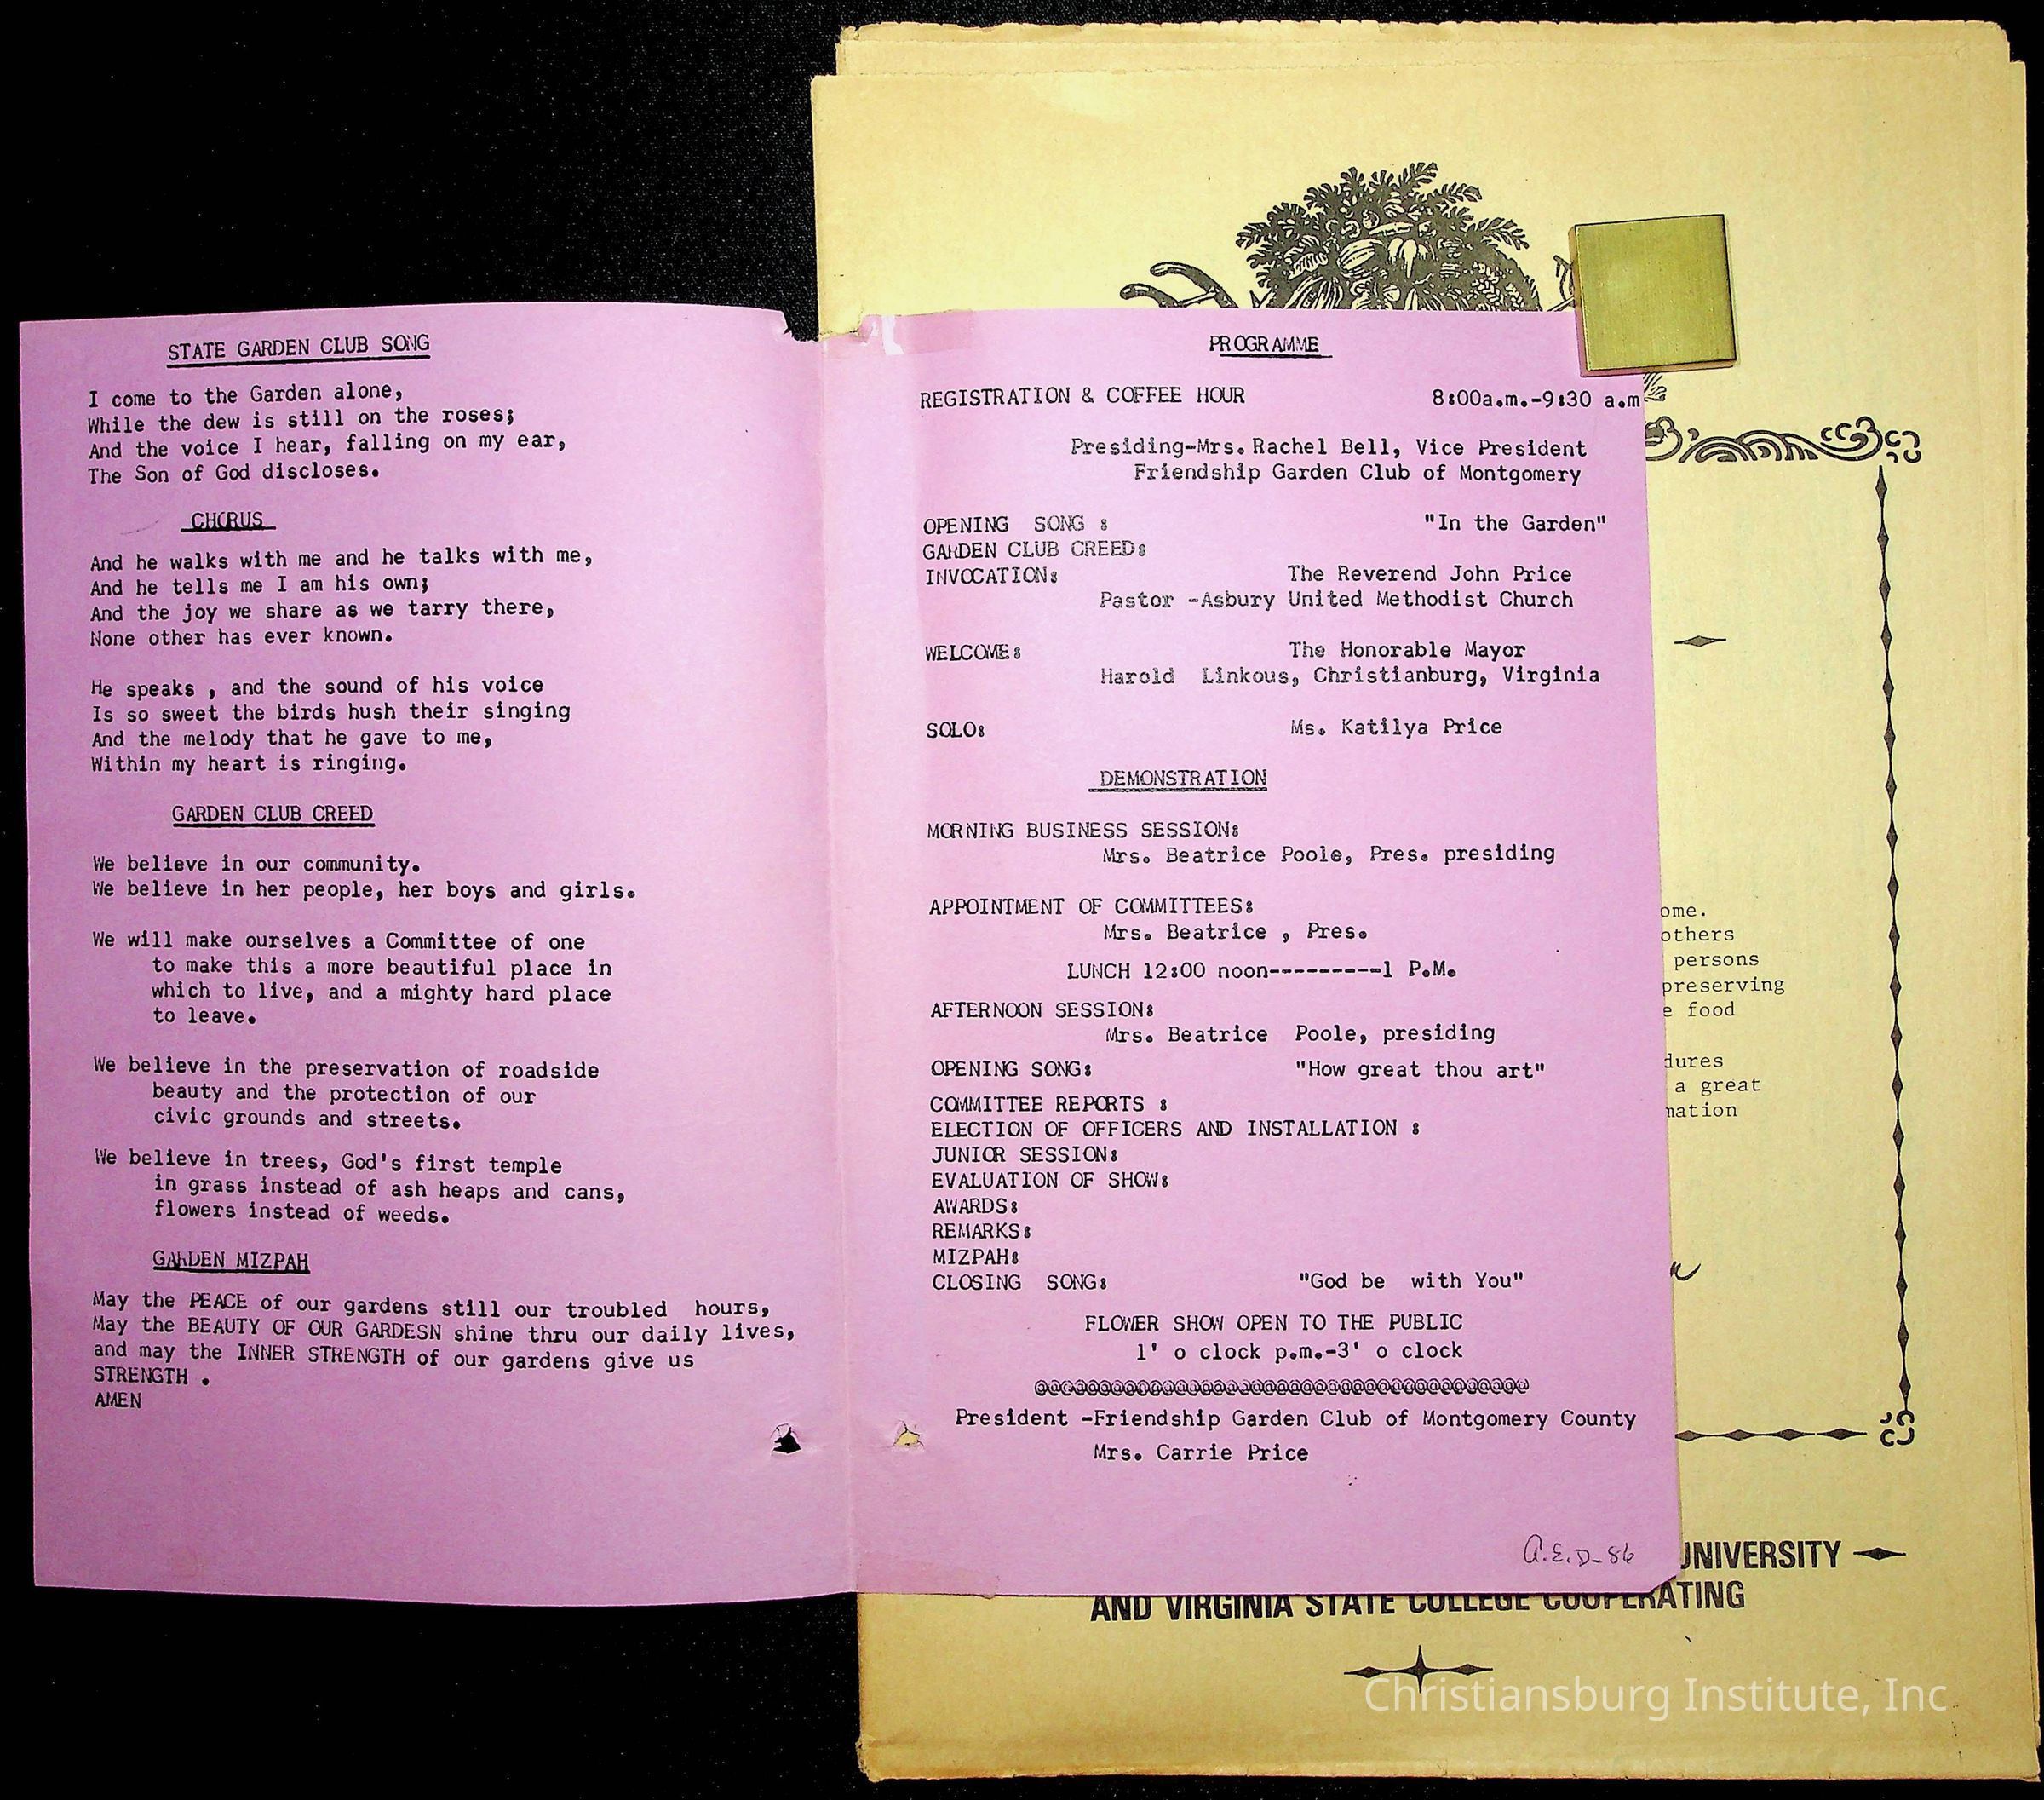 STATE GARDEN CLUB SONG
I come to the Garden alone,
While the dew is still on the roses;
And the voice I hear, falling on my ear,
The Son of God discloses.
CHORUS
And he walks with me and he talks with me,
And he tells me I am his own;
And the joy we share as we tarry there,
None other has ever known.
He speaks , and the sound of his voice
Is so sweet the birds hush their singing
And the melody that he gave to me,
Within my heart is ringing.
GARDEN CLUB CREED
We believe in our community.
We believe in her people, her boys and girls.
We will make ourselves a Committee of one
to make this a more beautiful place in
which to live, and a mighty hard place
to leave.
We believe in the preservation of roadside
beauty and the protection of our
civic grounds and streets.
We believe in trees, God's first temple
in grass instead of ash heaps and cans,
flowers instead of weeds.
GARDEN MIZPAH
May the PEACE of our gardens still our troubled hours,
May the BEAUTY OF OUR GARDESN shine thru our daily lives,
and may the INNER STRENGTH of our gardens give us
STRENGTH .
AMEN
PROGRAMME
REGISTRATION & COFFEE HOUR 8:00a.m.-9:30 a.m
Presiding-Mrs. Rachel Bell, Vice President
Friendship Garden Club of Montgomery
OPENING SONG : "In the Garden"
GARDEN CLUB CREED:
INVOCATION: The Reverend John Price
Pastor -Asbury United Methodist Church
WELCOME: The Honorable Mayor
Harold Linkous, Christianburg, Virginia
SOLO: Ms. Katilya Price
DEMONSTRATION
MORNING BUSINESS SESSION:
Mrs. Beatrice Poole, Pres. presiding
APPOINTMENT OF COMMITTEES:
Mrs. Beatrice , Pres.
LUNCH 12:00 noon----------1 P.M.
AFTERNOON SESSION:
Mrs. Beatrice Poole, presiding
OPENING SONG: "How great thou art"
COMMITTEE REPORTS :
ELECTION OF OFFICERS AND INSTALLATION :
JUNIOR SESSION:
EVALUATION OF SHOW:
AWARDS:
REMARKS:
MIZPAH:
CLOSING SONG: "God be with You"
FLOWER SHOW OPEN TO THE PUBLIC
1' o clock p.m.-3' o clock
@@@@@@@@@@@@@@@@@@@@@@@@@@@@@@@@@@@@@@@
President -Friendship Garden Club of Montgomery County
Mrs. Carrie Price
A.E.D-86
ome.
others
persons
preserving
e food
dures
a great
mation
UNIVERSITY
AND VIRGINIA STATE COLLEGE COOPERATING
Christiansburg Institute, Inc